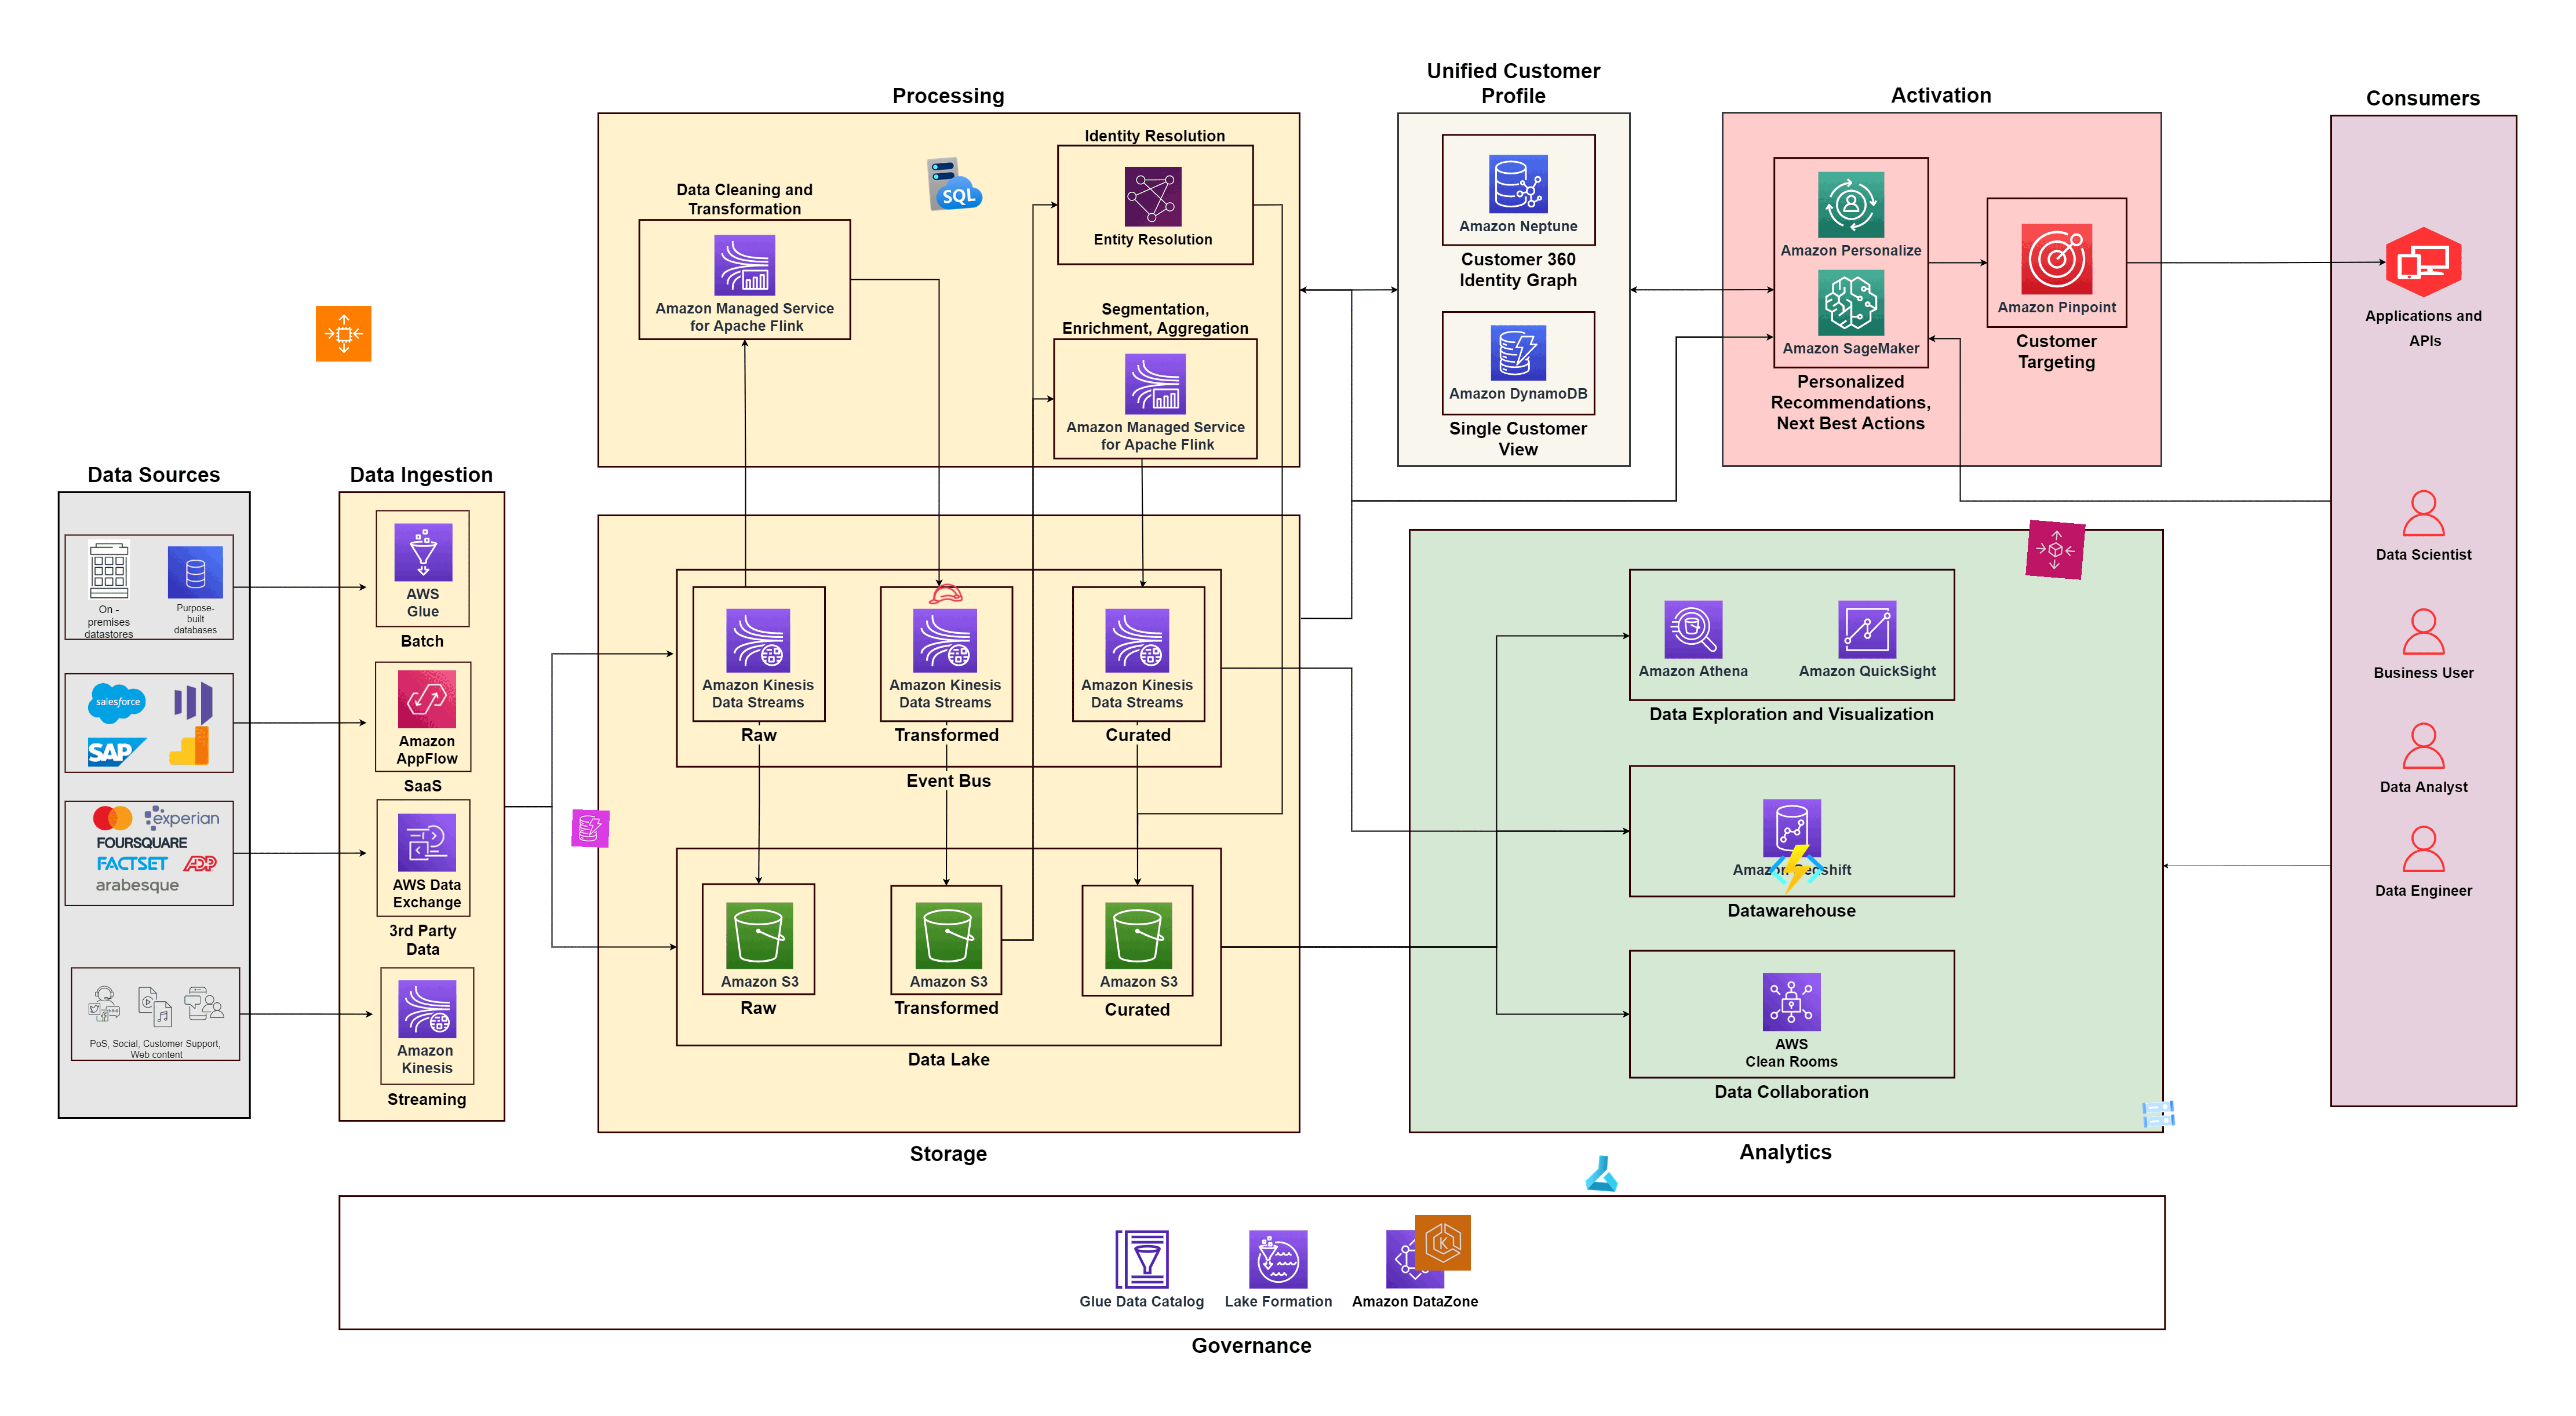 Processing
Unified Customer
Profile
Activation
Consumers
Identity Resolution
Entity Resolution
SQL
Data Cleaning and
Transformation
Amazon Managed Service
for Apache Flink
Segmentation,
Enrichment, Aggregation
Amazon Managed Service
for Apache Flink
Amazon Neptune
Customer 360
Identity Graph
Amazon DynamoDB
Single Customer
View
Amazon Personalize
Amazon SageMaker
Personalized
Recommendations,
Next Best Actions
Amazon Pinpoint
Customer
Targeting
Applications and
APIs
Data Scientist
Business User
Data Analyst
Data Engineer
Data Sources
On -
premises
datastores
Purpose-
built
databases
salesforce
SAP
experian
FOURSQUARE
FACTSET
ADP
arabesque
PoS, Social, Customer Support,
Web content
Data Ingestion
AWS
Glue
Batch
Amazon
AppFlow
SaaS
AWS Data
Exchange
3rd Party
Data
Amazon
Kinesis
Streaming
Amazon Kinesis
Data Streams
Raw
Amazon Kinesis
Data Streams
Transformed
Amazon Kinesis
Data Streams
Curated
Event Bus
Amazon S3
Raw
Amazon S3
Transformed
Amazon S3
Curated
Data Lake
Storage
Amazon Athena
Amazon QuickSight
Data Exploration and Visualization
Datawarehouse
AWS
Clean Rooms
Data Collaboration
Analytics
Glue Data Catalog
Lake Formation
K
Amazon DataZone
Governance